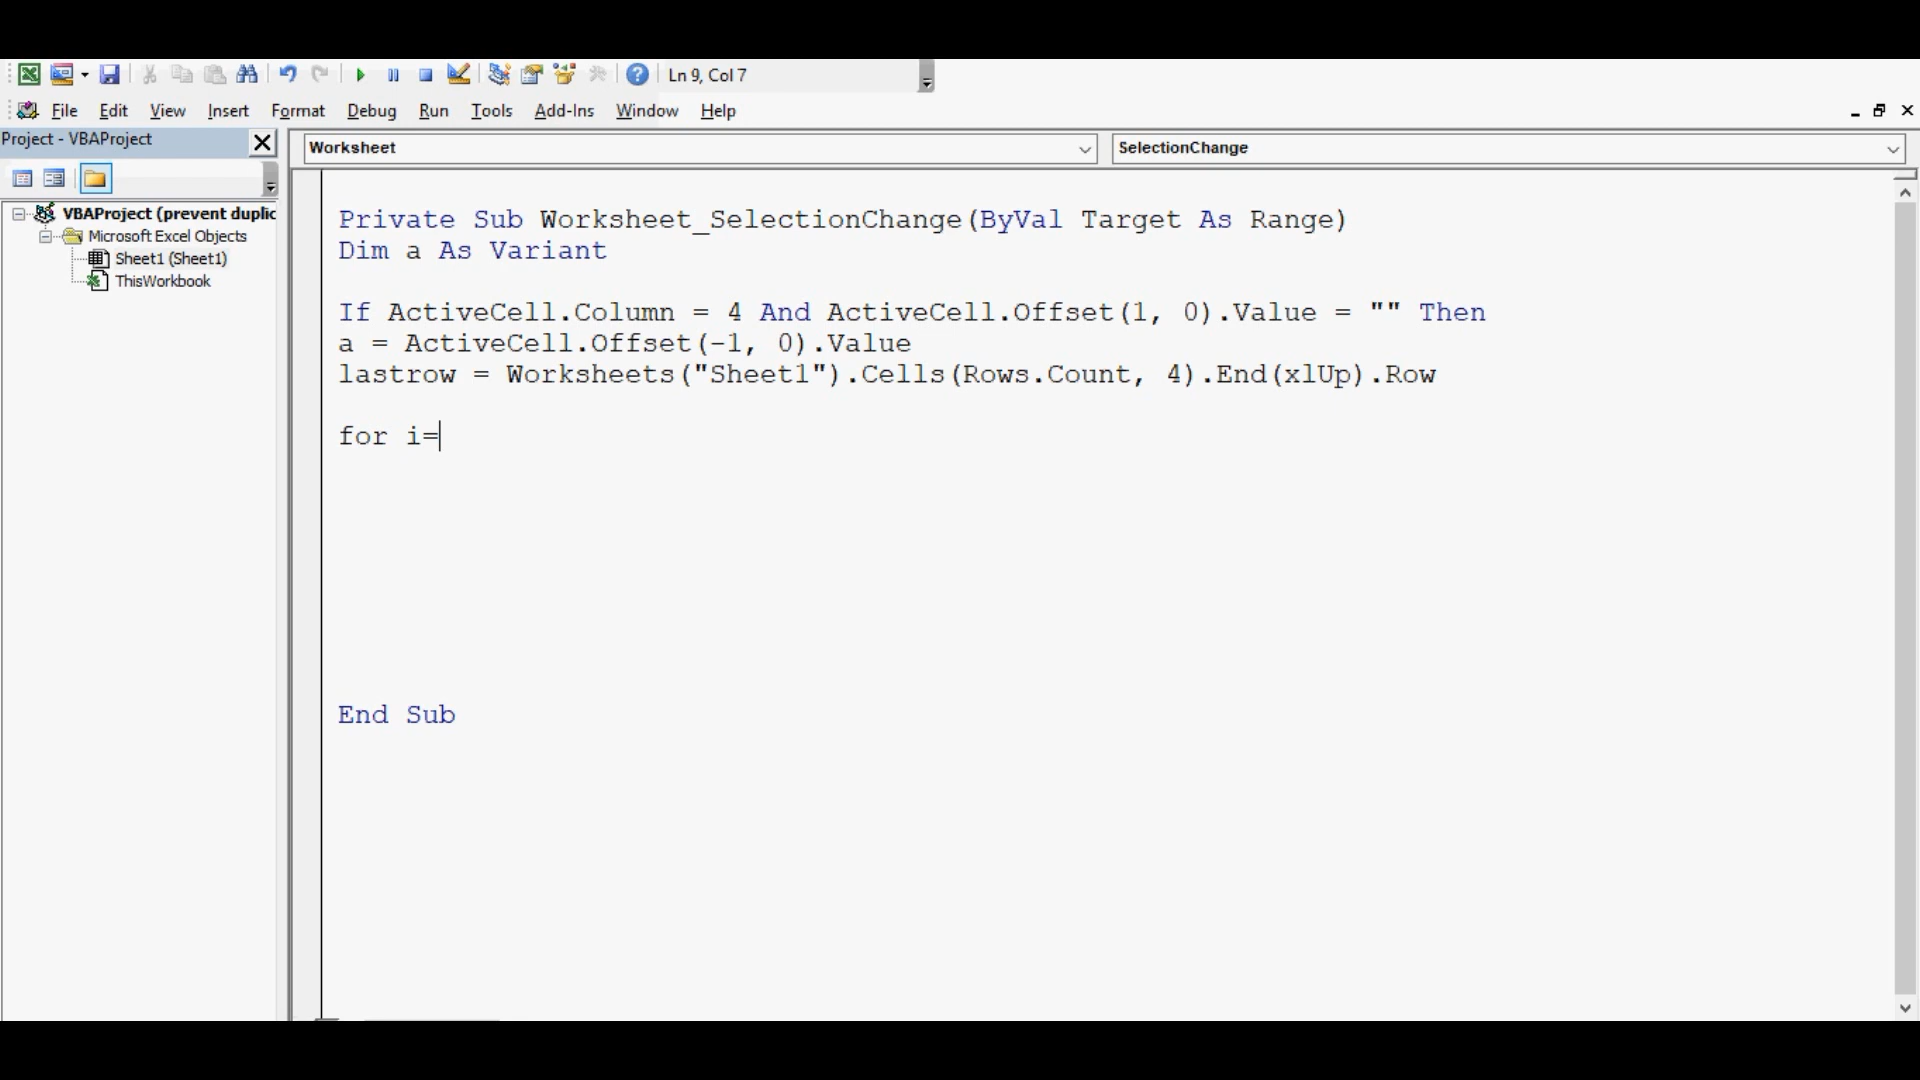 Ln 9, Col 7
File Edit View Insert Format Debug Run Tools Add-Ins Window Help
Project - VBAProject
Worksheet
SelectionChange
VBAProject (prevent duplic
Microsoft Excel Objects
Sheet1 (Sheet1)
ThisWorkbook
Private Sub Worksheet_SelectionChange(ByVal Target As Range)
Dim a As Variant
If ActiveCell.Column = 4 And ActiveCell.Offset(1, 0).Value = "" Then
a = ActiveCell.Offset(-1, 0).Value
lastrow = Worksheets("Sheet1").Cells(Rows.Count, 4).End(xlUp).Row
for i=
End Sub